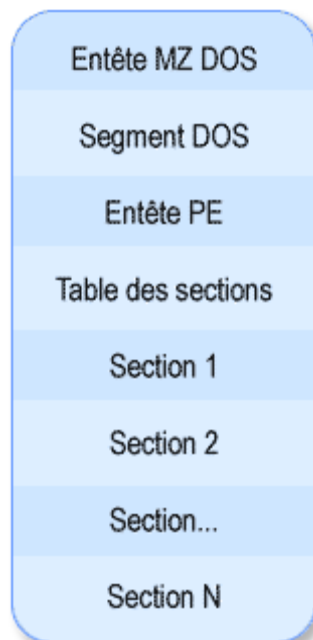 Entête MZ DOS
Segment DOS
Entête PE
Table des sections
Section 1
Section 2
Section...
Section N